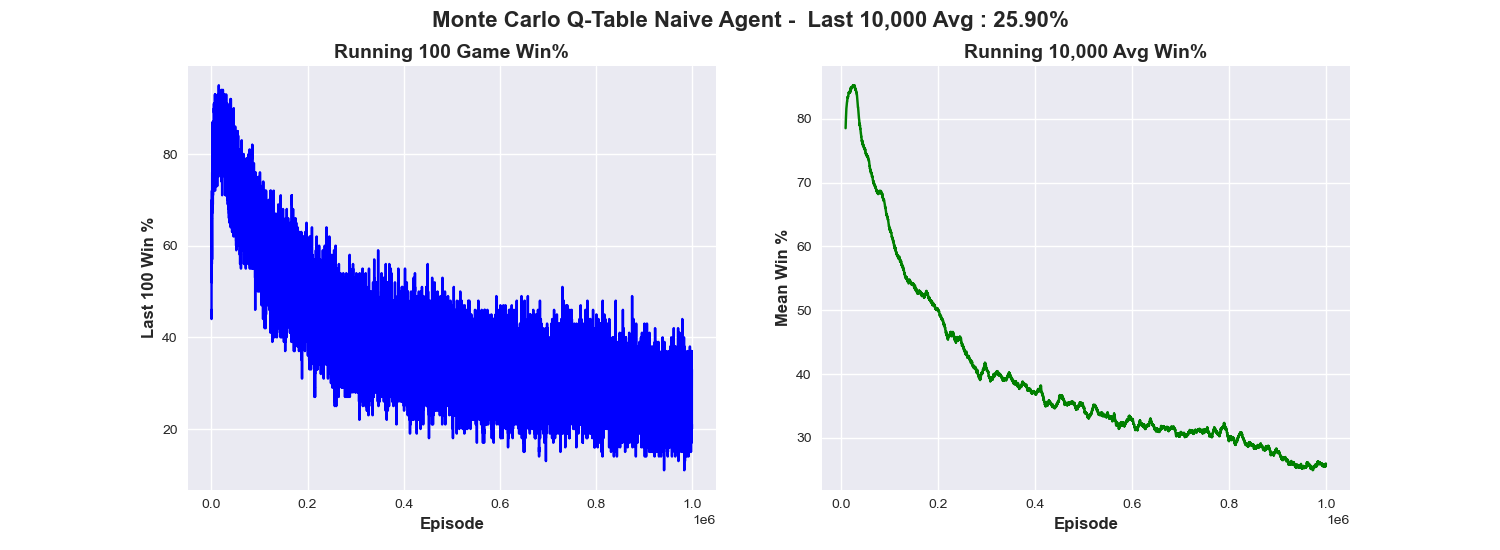 Monte Carlo Q-Table Naive Agent -  Last 10,000 Avg : 25.90%
Running 100 Game Win%
Last 100 Win %
80
60
40
20
0.0 0.2 0.4 0.6 0.8 1.0
1e6
Episode
Running 10,000 Avg Win%
Mean Win %
80
70
60
50
40
30
0.0 0.2 0.4 0.6 0.8 1.0
1e6
Episode